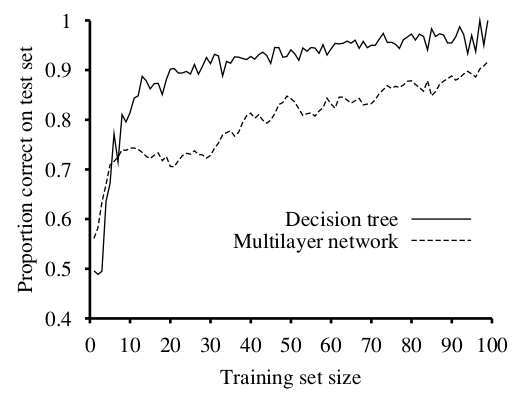 Proportion correct on test set
1
0.9
0.8
0.7
0.6
0.5
0.4
Decision tree
Multilayer network
0 10 20 30 40 50 60 70 80 90 100
Training set size